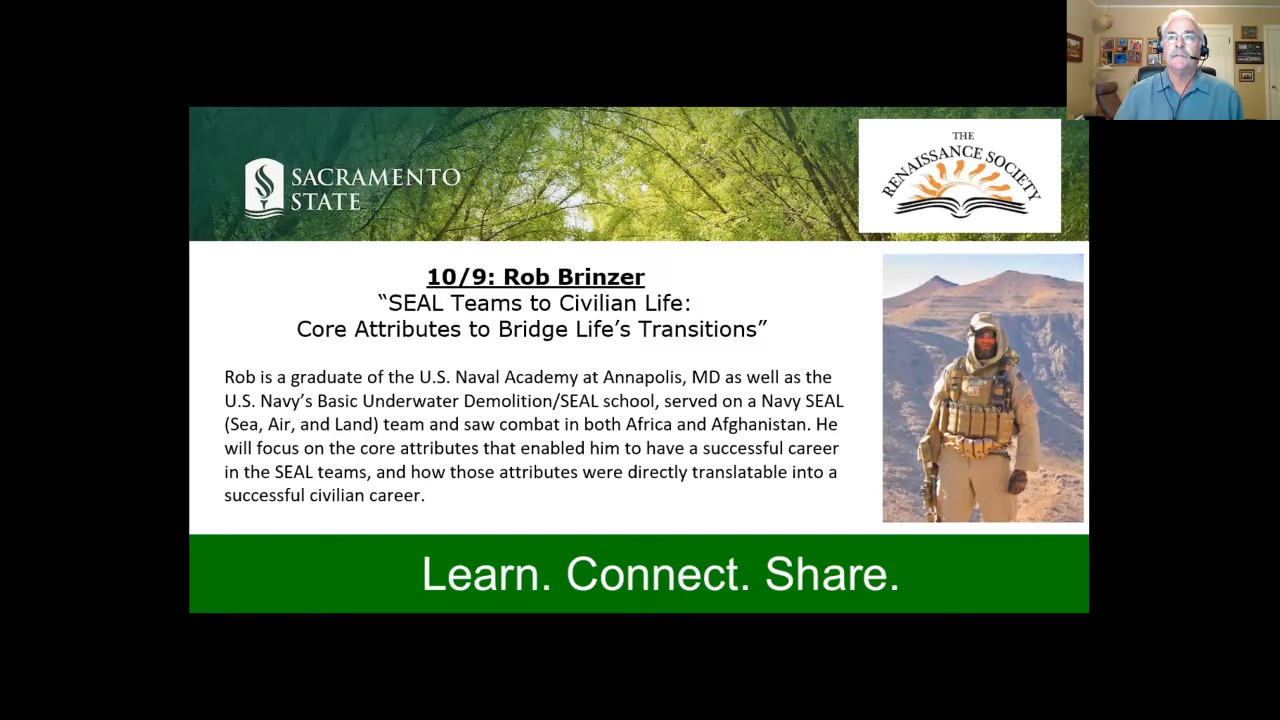 SACRAMENTO
STATE
THE
RENAISSANCE SOCIETY
10/9: Rob Brinzer
“SEAL Teams to Civilian Life:
Core Attributes to Bridge Life’s Transitions”
Rob is a graduate of the U.S. Naval Academy at Annapolis, MD as well as the
U.S. Navy’s Basic Underwater Demolition/SEAL school, served on a Navy SEAL
(Sea, Air, and Land) team and saw combat in both Africa and Afghanistan. He
will focus on the core attributes that enabled him to have a successful career
in the SEAL teams, and how those attributes were directly translatable into a
successful civilian career.
Learn. Connect. Share.